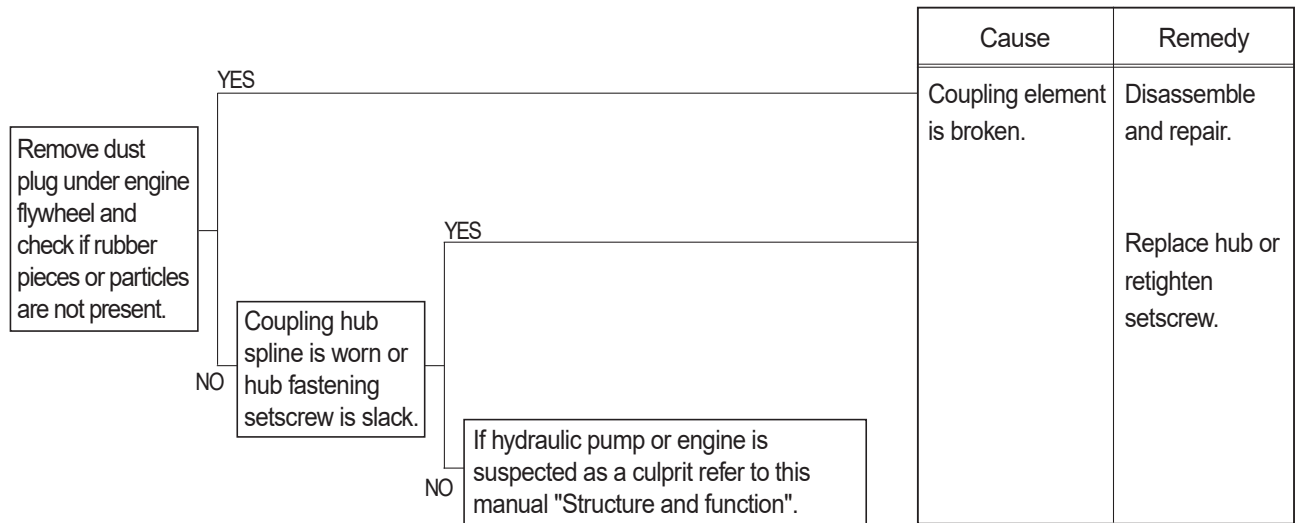 Cause
Remedy
YES
Coupling element
is broken.
Disassemble
and repair.
Remove dust
plug under engine
flywheel and
check if rubber
pieces or particles
are not present.
YES
Replace hub or
retighten
setscrew.
NO
Coupling hub
spline is worn or
hub fastening
setscrew is slack.
NO
If hydraulic pump or engine is
suspected as a culprit refer to this
manual "Structure and function".